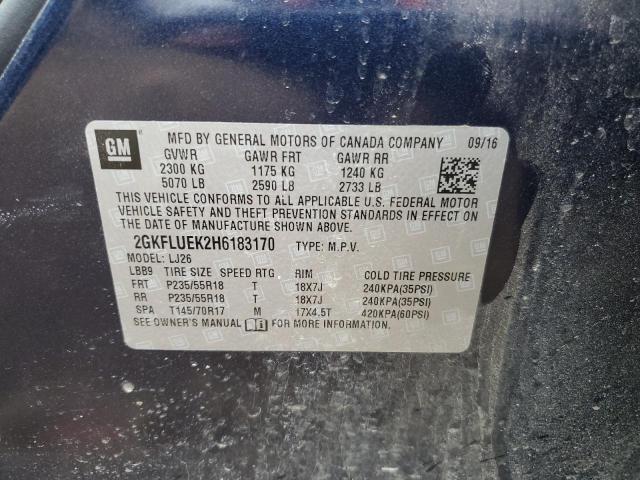 GM
MFD BY GENERAL MOTORS OF CANADA COMPANY 09/16
GVWR GAWR FRT GAWR RR
2300 KG 1175 KG 1240 KG
5070 LB 2590 LB 2733 LB
THIS VEHICLE CONFORMS TO ALL APPLICABLE U.S. FEDERAL MOTOR
VEHICLE SAFETY AND THEFT PREVENTION STANDARDS IN EFFECT ON
THE DATE OF MANUFACTURE SHOWN ABOVE.
2GKFLUEK2H6183170 TYPE: M.P.V.
MODEL: LJ26
LBB9 TIRE SIZE SPEED RTG RIM COLD TIRE PRESSURE
FRT P235/55R18 T 18X7J 240KPA(35PSI)
RR P235/55R18 T 18X7J 240KPA(35PSI)
SPA T145/70R17 M 17X4.5T 420KPA(60PSI)
SEE OWNER'S MANUAL FOR MORE INFORMATION.